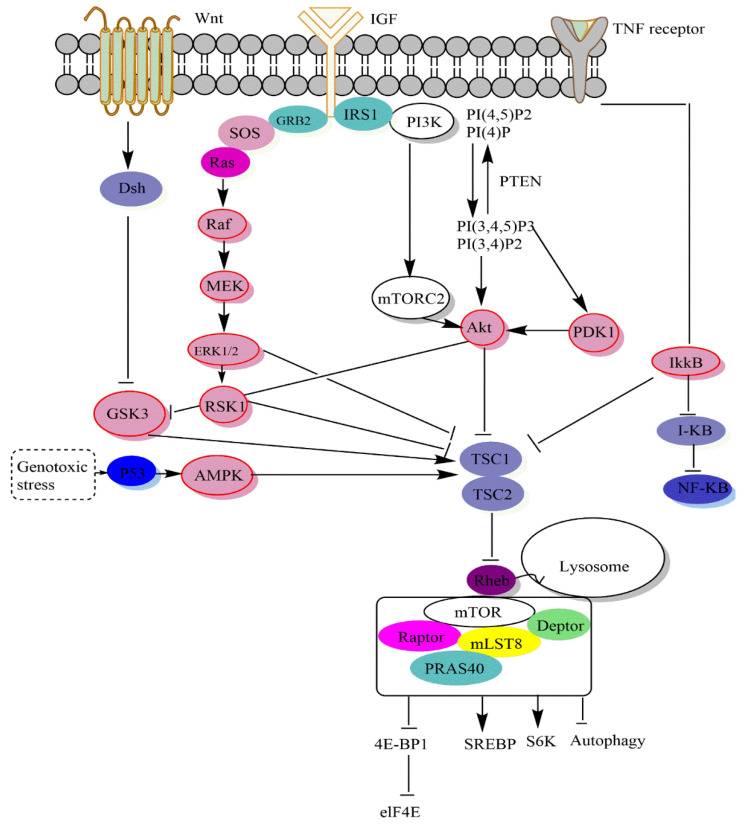 Wnt
IGF
TNF receptor
GRB2
IRS1
PI3K
PI(4,5)P2
PI(4)P
SOS
Ras
PTEN
Dsh
Raf
PI(3,4,5)P3
PI(3,4)P2
MEK
mTORC2
Akt
PDK1
ERK1/2
IkkB
GSK3
RSK1
I-KB
TSC1
Genotoxic
stress
P53
AMPK
TSC2
NF-KB
Rheb
Lysosome
mTOR
Deptor
Raptor
mLST8
PRAS40
4E-BP1
SREBP
S6K
Autophagy
elF4E